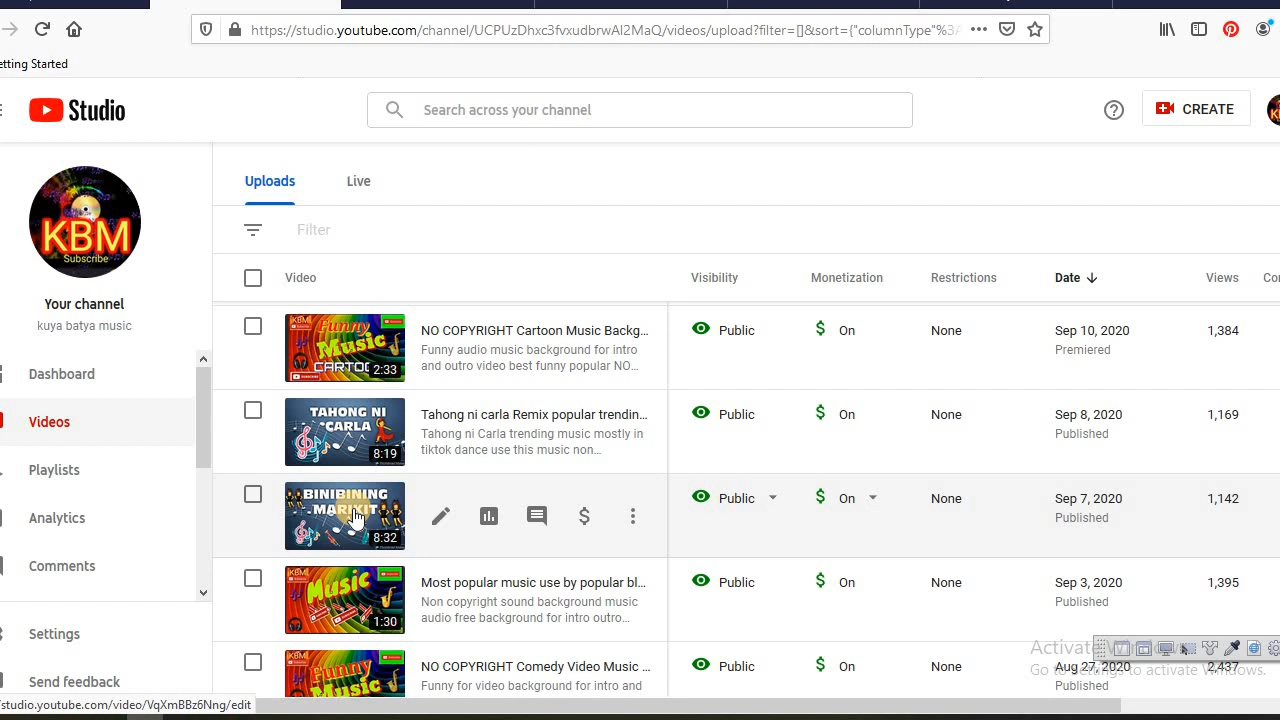 https://studio.youtube.com/channel/UCPUzDhxc3fvxudbrwAl2MaQ/videos/upload?filter=[]&sort={"columnType"%3A
etting Started
Studio
Search across your channel
CREATE
KBM
Subscribe
Your channel
kuya batya music
Dashboard
Videos
Playlists
Analytics
Comments
Settings
Send feedback
Uploads
Live
Filter
Video
Visibility
Monetization
Restrictions
Date
Views
Funny
Music
CARTOO
2:33
NO COPYRIGHT Cartoon Music Backg...
Funny audio music background for intro
and outro video best funny popular NO...
Public
$ On
None
Sep 10, 2020
Premiered
1,384
TAHONG NI
CARLA
8:19
Tahong ni carla Remix popular trendin...
Tahong ni Carla trending music mostly in
tiktok dance use this music non...
Public
$ On
None
Sep 8, 2020
Published
1,169
BINIBINING
MARIKIT
8:32
$
Public
$ On
None
Sep 7, 2020
Published
1,142
KBM
Music
1:30
Most popular music use by popular bl...
Non copyright sound background music
audio free background for intro outro...
Public
$ On
None
Sep 3, 2020
Published
1,395
KBM
Funny
NO COPYRIGHT Comedy Video Music ...
Funny for video background for intro and
Public
$ On
None
Aug 27, 2020
Published
2,437
Activate
Go to Settings to activate Windows.
studio.youtube.com/video/VqXmBBz6Nng/edit